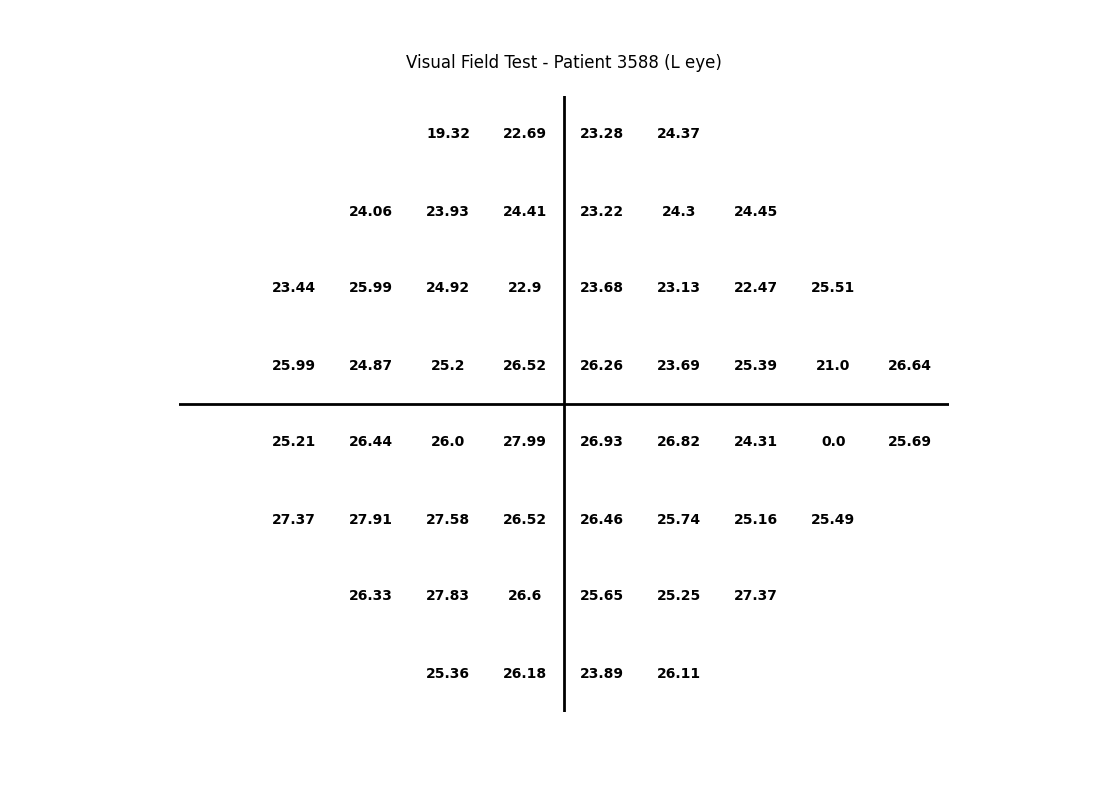 Visual Field Test - Patient 3588 (L eye)
19.32 22.69 23.28 24.37
24.06 23.93 24.41 23.22 24.3 24.45
23.44 25.99 24.92 22.9 23.68 23.13 22.47 25.51
25.99 24.87 25.2 26.52 26.26 23.69 25.39 21.0 26.64
25.21 26.44 26.0 27.99 26.93 26.82 24.31 0.0 25.69
27.37 27.91 27.58 26.52 26.46 25.74 25.16 25.49
26.33 27.83 26.6 25.65 25.25 27.37
25.36 26.18 23.89 26.11